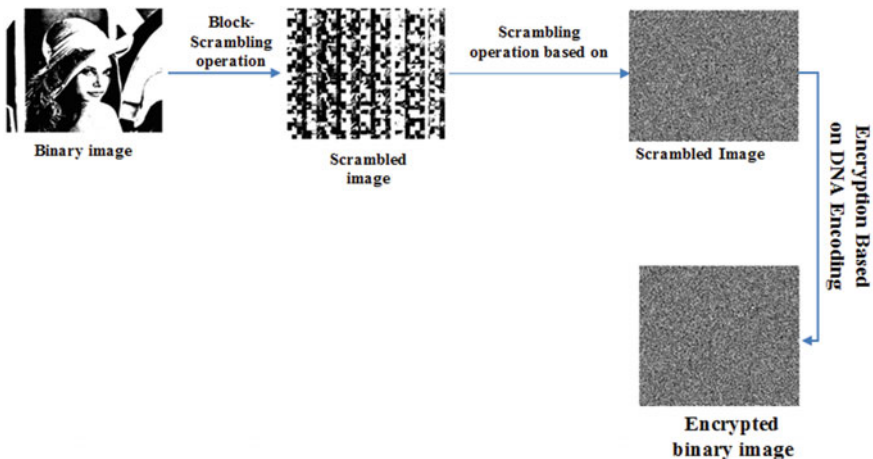 Block-
Scrambling
operation
Scrambling
operation based on
Binary image
Scrambled
image
Scrambled Image
Encryption Based
on DNA Encoding
Encrypted
binary image